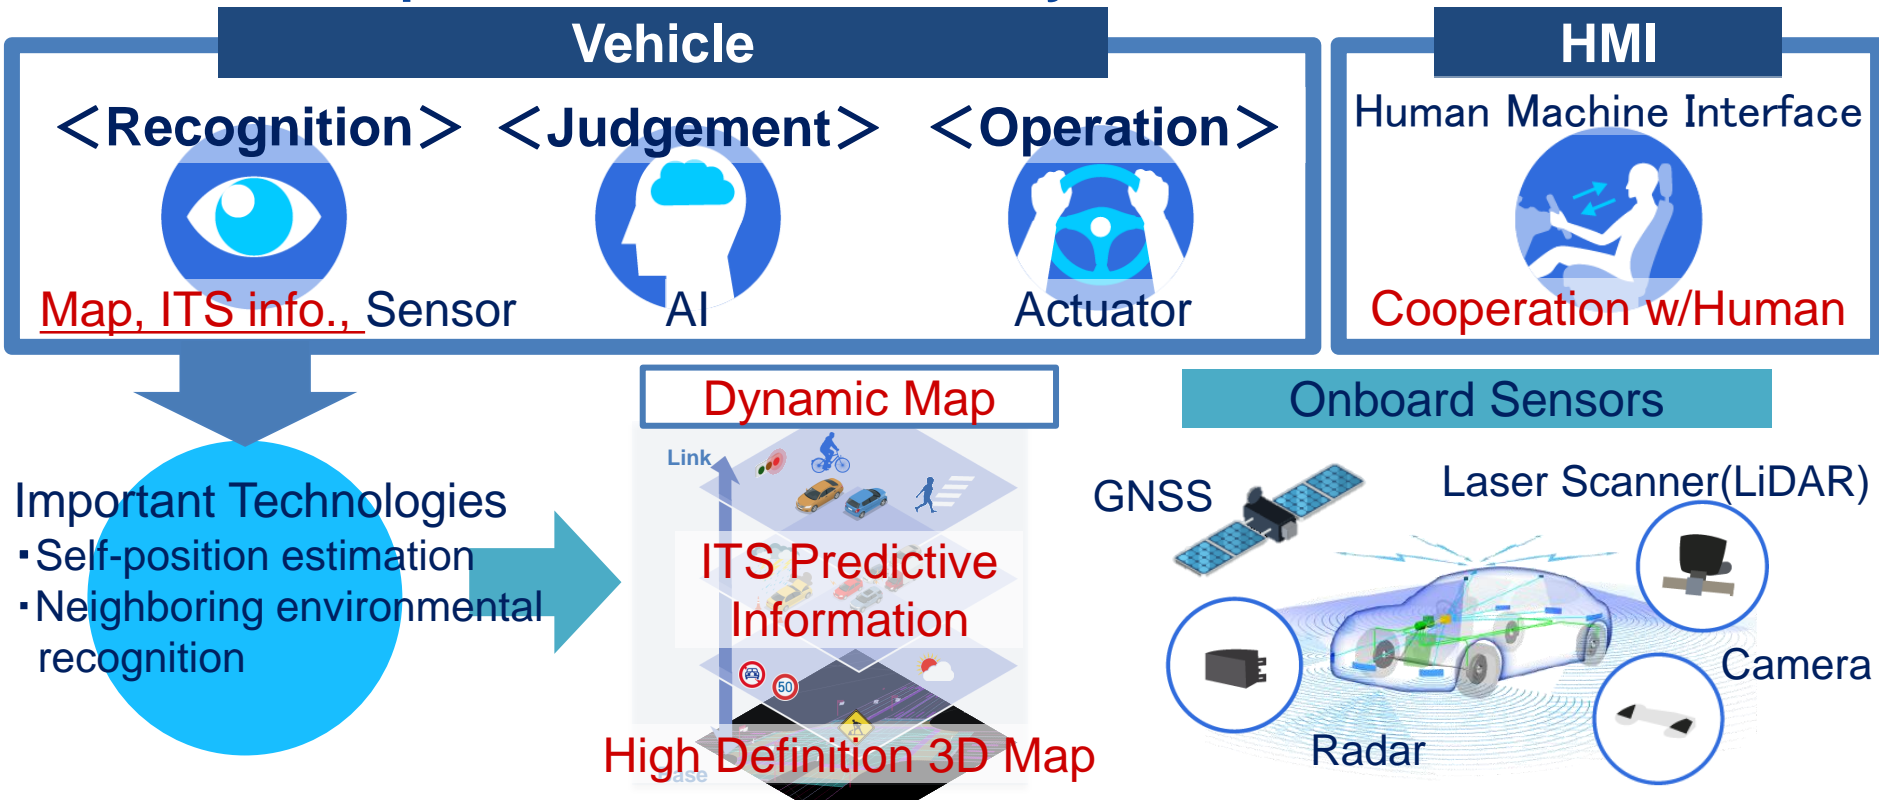 Vehicle
HMI
＜Recognition＞ ＜Judgement＞ ＜Operation＞
Human Machine Interface
Map, ITS info., Sensor
AI
Actuator
Cooperation w/Human
Dynamic Map
Onboard Sensors
Link
Important Technologies
・Self-position estimation
・Neighboring environmental
recognition
ITS Predictive
Information
50
High Definition 3D Map
Base
GNSS
Laser Scanner(LiDAR)
Camera
Radar